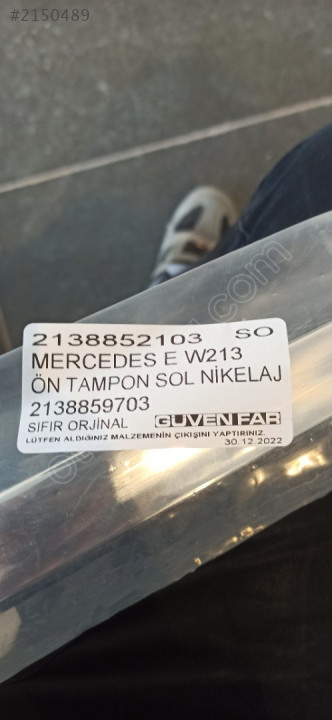 #2150489
2138852103 SO
MERCEDES E W213
ÖN TAMPON SOL NİKELAJ
2138859703
SIFIR ORJİNAL GÜVEN FAR
LÜTFEN ALDIĞINIZ MALZEMENİN ÇIKIŞINI YAPTIRINIZ.
30.12.2022